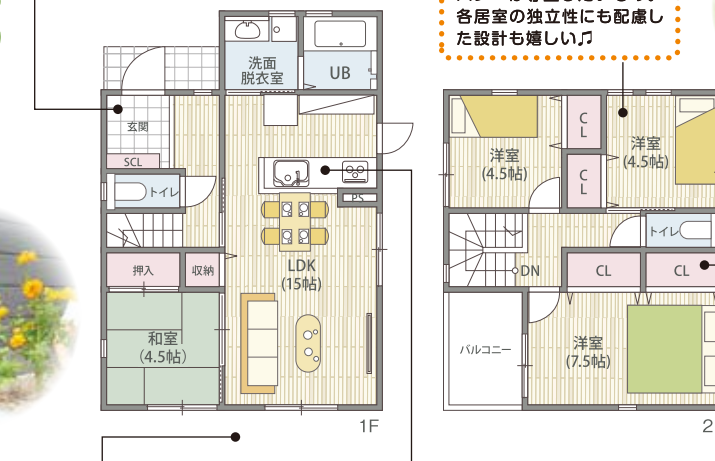 各居室の独立性にも配慮し
た設計も嬉しい♫
洗面
脱衣室
UB
玄関
SCL
トイレ
押入
収納
和室
(4.5帖)
PS
LDK
(15帖)
1F
洋室
(4.5帖)
CL
CL
洋室
(4.5帖)
トイレ
DN
CL
CL
バルコニー
洋室
(7.5帖)
2